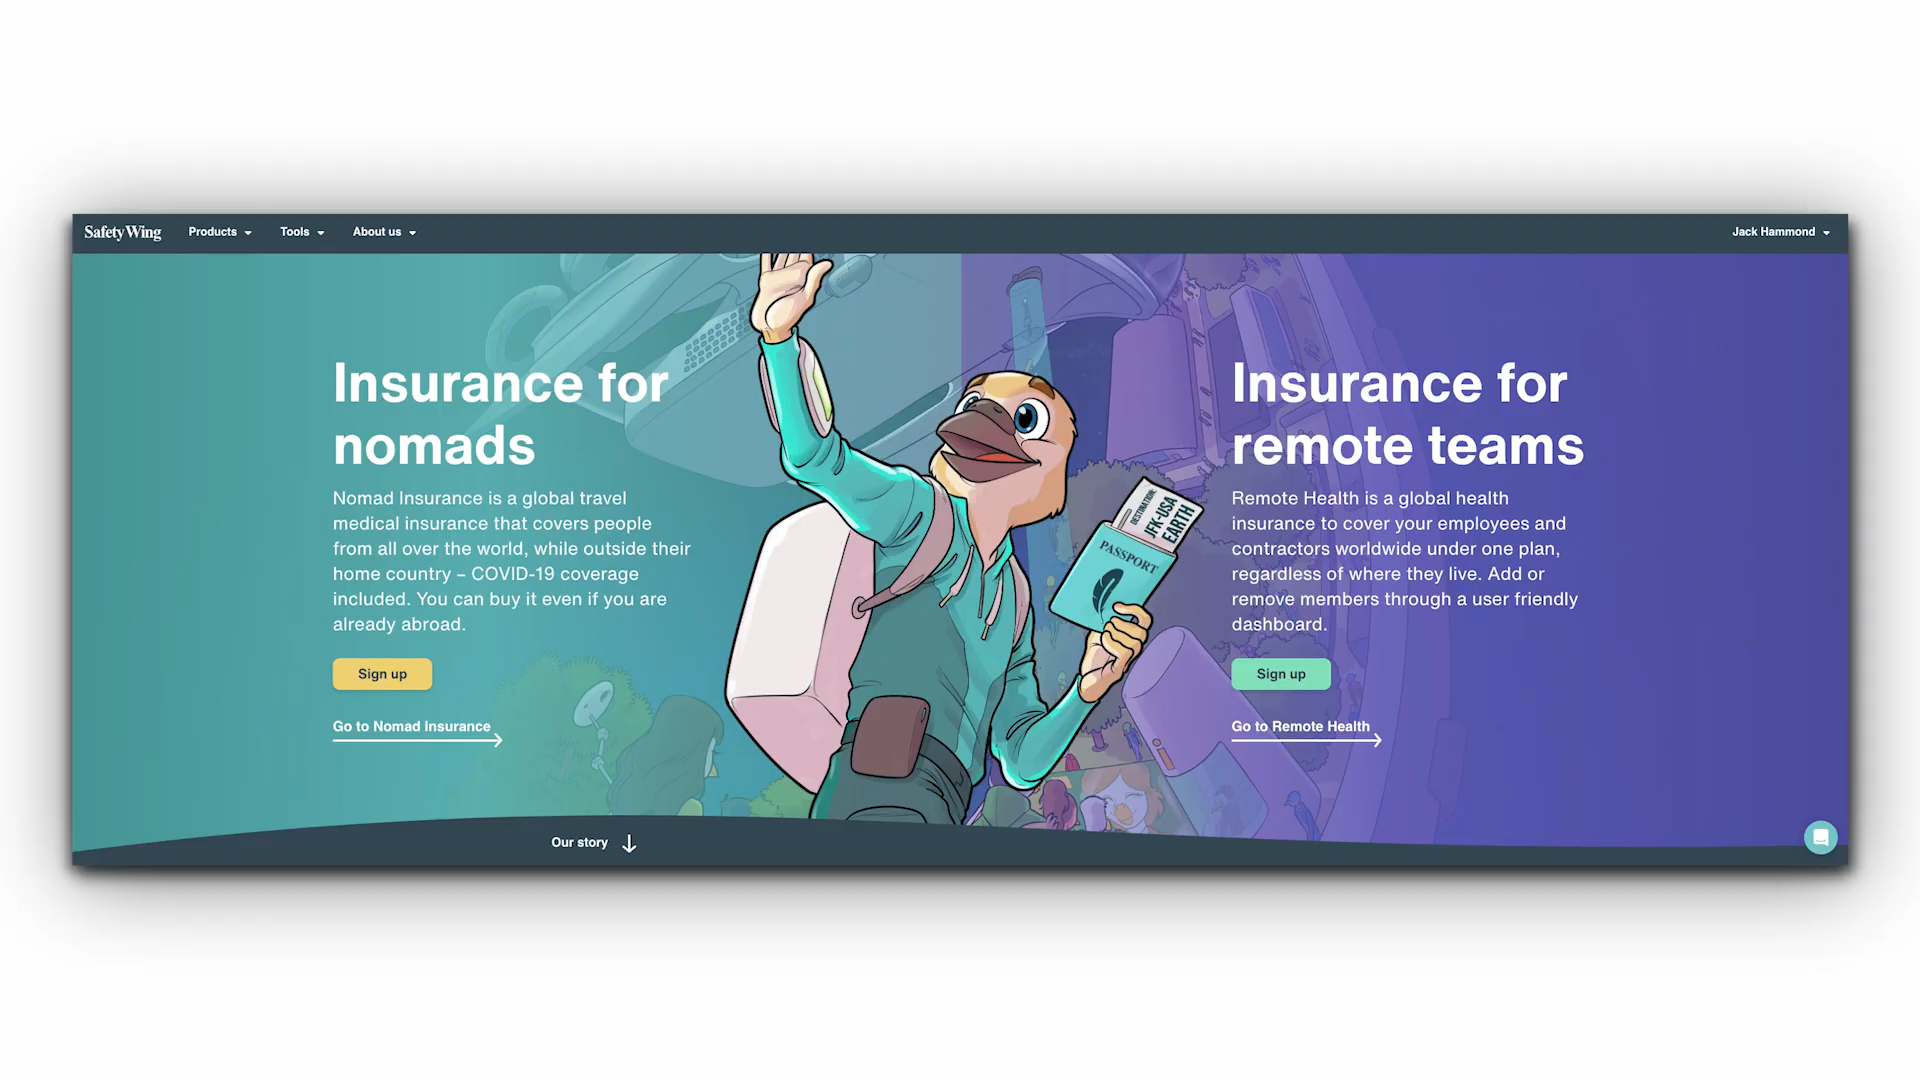 SafetyWing
Products
Tools
About us
Jack Hammond
Insurance for
nomads
Nomad Insurance is a global travel
medical insurance that covers people
from all over the world, while outside their
home country – COVID-19 coverage
included. You can buy it even if you are
already abroad.
Sign up
Go to Nomad Insurance
DESTINATION:
JFK-USA
EARTH
PASSPORT
Insurance for
remote teams
Remote Health is a global health
insurance to cover your employees and
contractors worldwide under one plan,
regardless of where they live. Add or
remove members through a user friendly
dashboard.
Sign up
Go to Remote Health
Our story